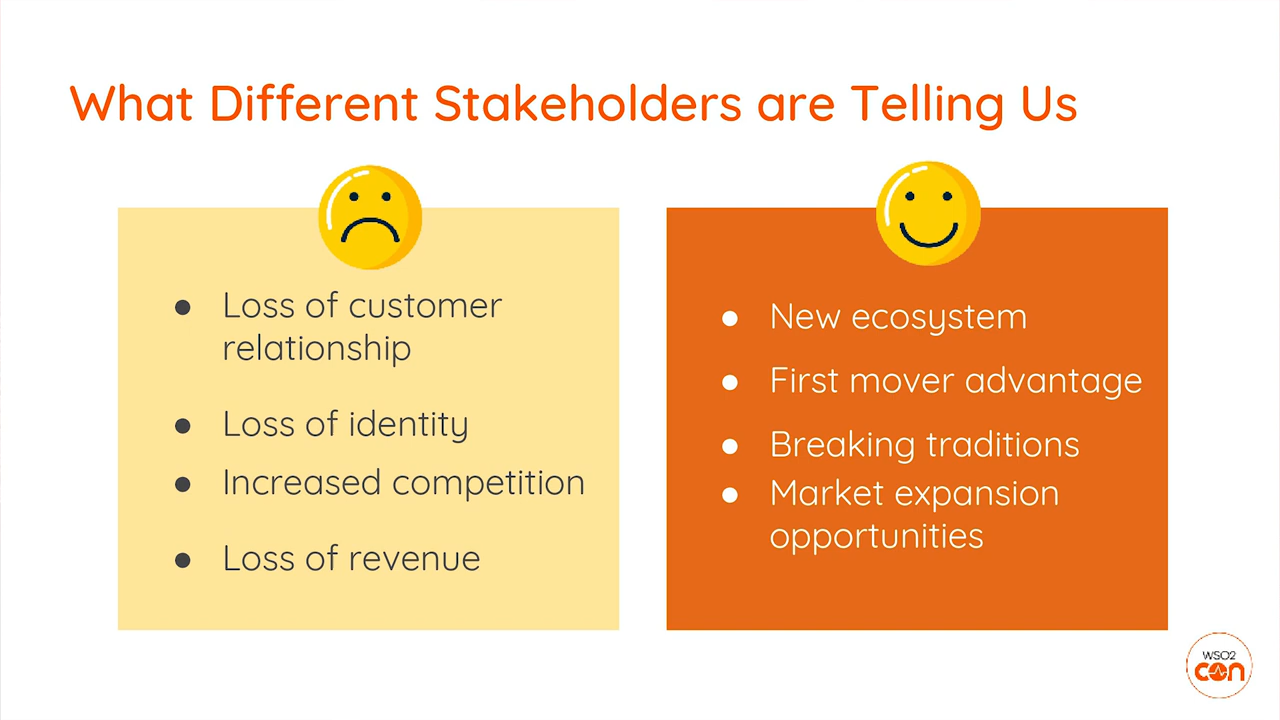 What Different Stakeholders are Telling Us
● Loss of customer
relationship
● Loss of identity
● Increased competition
● Loss of revenue
● New ecosystem
● First mover advantage
● Breaking traditions
● Market expansion
opportunities
WSO2
con